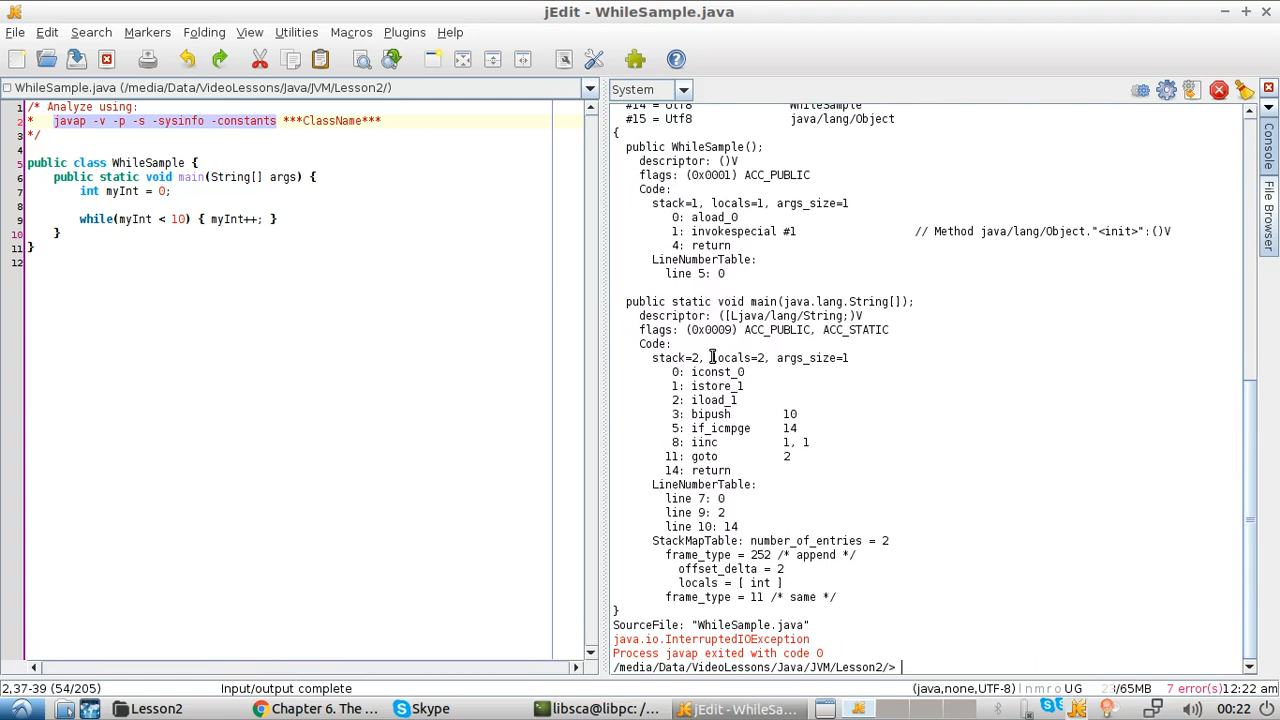 jEdit - WhileSample.java
File Edit Search Markers Folding View Utilities Macros Plugins Help
WhileSample.java (/media/Data/VideoLessons/Java/JVM/Lesson2/)
System
1 /* Analyze using:
2 * javap -v -p -s -sysinfo -constants ***ClassName***
3 */
4
5 public class WhileSample {
6 public static void main(String[] args) {
7 int myInt = 0;
8
9 while(myInt < 10) { myInt++; }
10 }
11 }
12
#14 = Utf8 WhileSample
#15 = Utf8 java/lang/Object
{
public WhileSample();
descriptor: ()V
flags: (0x0001) ACC_PUBLIC
Code:
stack=1, locals=1, args_size=1
0: aload_0
1: invokespecial #1 // Method java/lang/Object."<init>":()V
4: return
LineNumberTable:
line 5: 0
public static void main(java.lang.String[]);
descriptor: ([Ljava/lang/String;)V
flags: (0x0009) ACC_PUBLIC, ACC_STATIC
Code:
stack=2, locals=2, args_size=1
0: iconst_0
1: istore_1
2: iload_1
3: bipush 10
5: if_icmpge 14
8: iinc 1, 1
11: goto 2
14: return
LineNumberTable:
line 7: 0
line 9: 2
line 10: 14
StackMapTable: number_of_entries = 2
frame_type = 252 /* append */
offset_delta = 2
locals = [ int ]
frame_type = 11 /* same */
}
SourceFile: "WhileSample.java"
java.io.InterruptedIOException
Process javap exited with code 0
/media/Data/VideoLessons/Java/JVM/Lesson2/>
Console
File Browser
2,37-39 (54/205) Input/output complete (java,none,UTF-8) n m r o UG /65MB 7 error(s) 12:22 am
Lesson2 Chapter 6. The ... Skype libsca@libpc: /... jEdit - WhileSa... 00:22